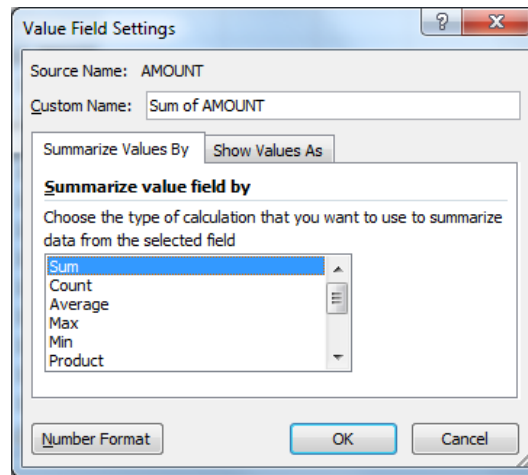 Value Field Settings
Source Name: AMOUNT
Custom Name: Sum of AMOUNT
Summarize Values By Show Values As
Summarize value field by
Choose the type of calculation that you want to use to summarize
data from the selected field
Sum
Count
Average
Max
Min
Product
Number Format OK Cancel